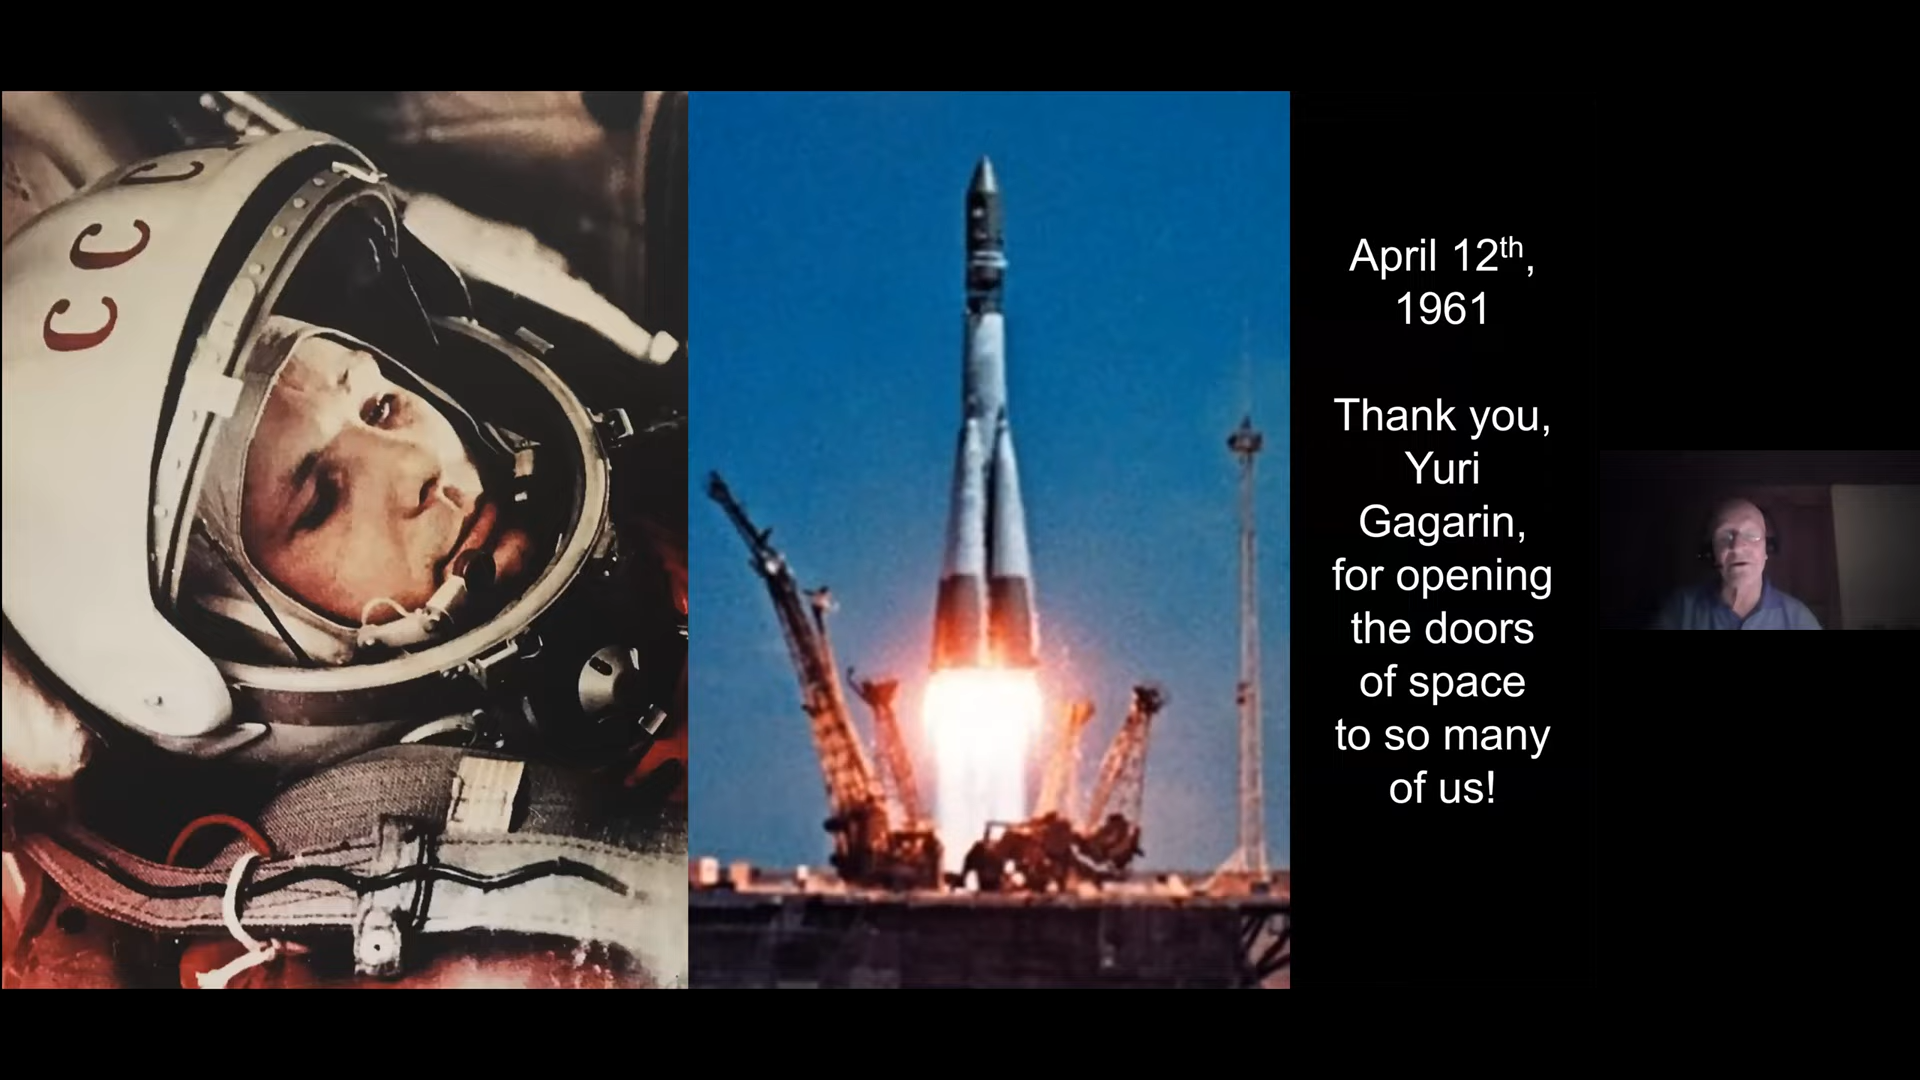 CCC
April 12th,
1961
Thank you,
Yuri
Gagarin,
for opening
the doors
of space
to so many
of us!